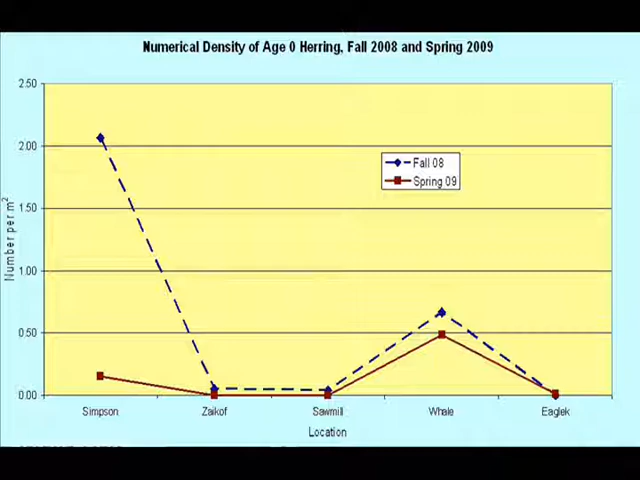 Numerical Density of Age 0 Herring, Fall 2008 and Spring 2009
2.50
2.00
1.50
1.00
0.50
0.00
Number per m²
Fall 08
Spring 09
Simpson Zaikof Sawmill Whale Eaglek
Location